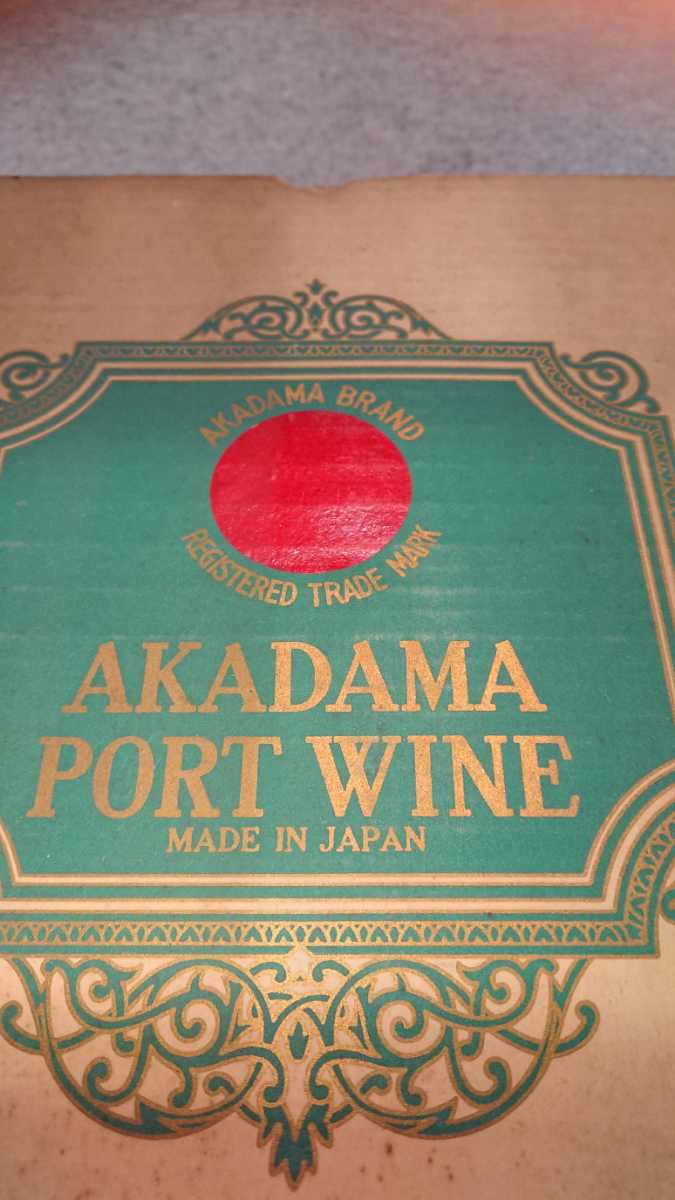 AKADAMA BRAND
REGISTERED TRADE MARK
AKADAMA
PORT WINE
MADE IN JAPAN